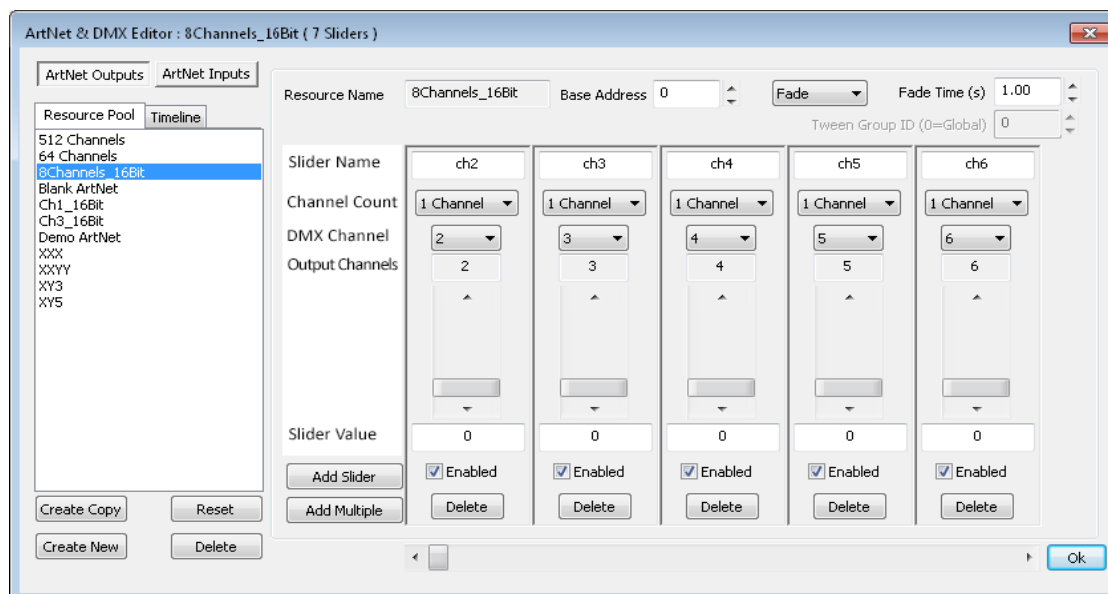 ArtNet & DMX Editor : 8Channels_16Bit ( 7 Sliders )
ArtNet Outputs
ArtNet Inputs
Resource Pool
Timeline
512 Channels
64 Channels
8Channels_16Bit
Blank ArtNet
Ch1_16Bit
Ch3_16Bit
Demo ArtNet
XXX
XXYY
XY3
XY5
Create Copy
Reset
Create New
Delete
Resource Name 8Channels_16Bit Base Address 0 Fade Fade Time (s) 1.00
Tween Group ID (0=Global) 0
Slider Name ch2 ch3 ch4 ch5 ch6
Channel Count 1 Channel 1 Channel 1 Channel 1 Channel 1 Channel
DMX Channel 2 3 4 5 6
Output Channels 2 3 4 5 6
Slider Value 0 0 0 0 0
Add Slider Enabled Enabled Enabled Enabled Enabled
Add Multiple Delete Delete Delete Delete Delete
Ok